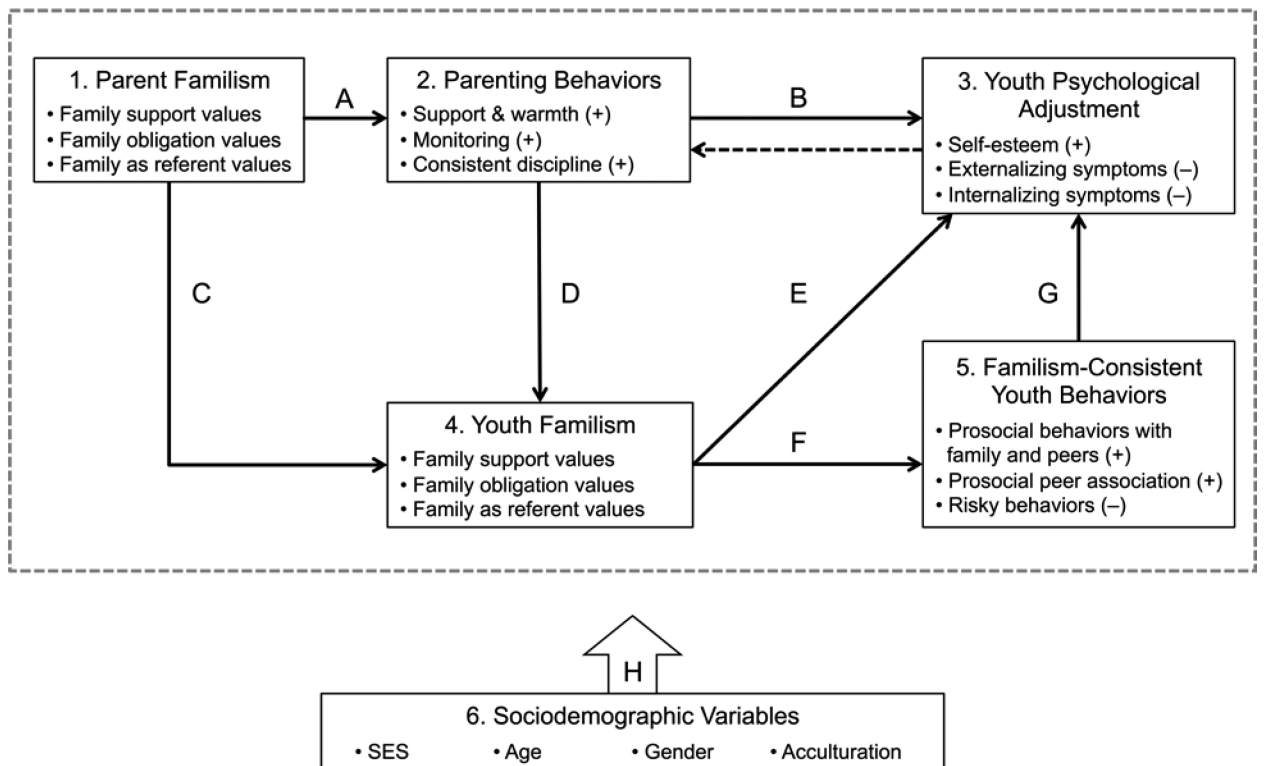 1. Parent Familism
• Family support values
• Family obligation values
• Family as referent values
A
2. Parenting Behaviors
• Support & warmth (+)
• Monitoring (+)
• Consistent discipline (+)
B
3. Youth Psychological
Adjustment
• Self-esteem (+)
• Externalizing symptoms (–)
• Internalizing symptoms (–)
C
D
E
G
4. Youth Familism
• Family support values
• Family obligation values
• Family as referent values
F
5. Familism-Consistent
Youth Behaviors
• Prosocial behaviors with
family and peers (+)
• Prosocial peer association (+)
• Risky behaviors (–)
H
6. Sociodemographic Variables
• SES • Age • Gender • Acculturation